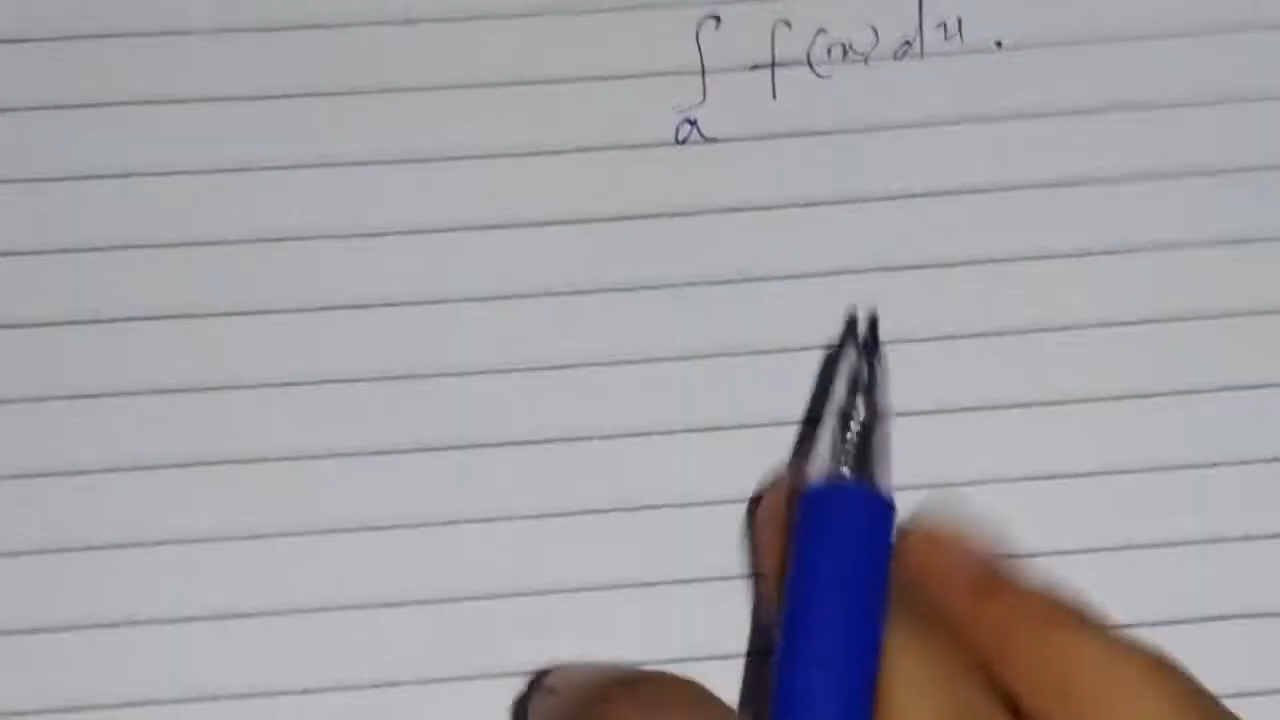 ∫ f(x) dx.
a